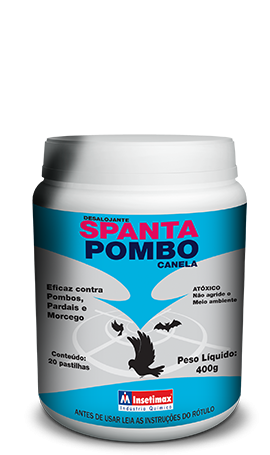 DESALOJANTE
SPANTA
POMBO
CANELA
Eficaz contra
Pombos,
Pardais e
Morcego
ATÓXICO
Não agride o
Meio ambiente
Conteúdo:
20 pastilhas
Peso Líquido:
400g
Insetimax
Indústria Química
ANTES DE USAR LEIA AS INSTRUÇÕES DO RÓTULO